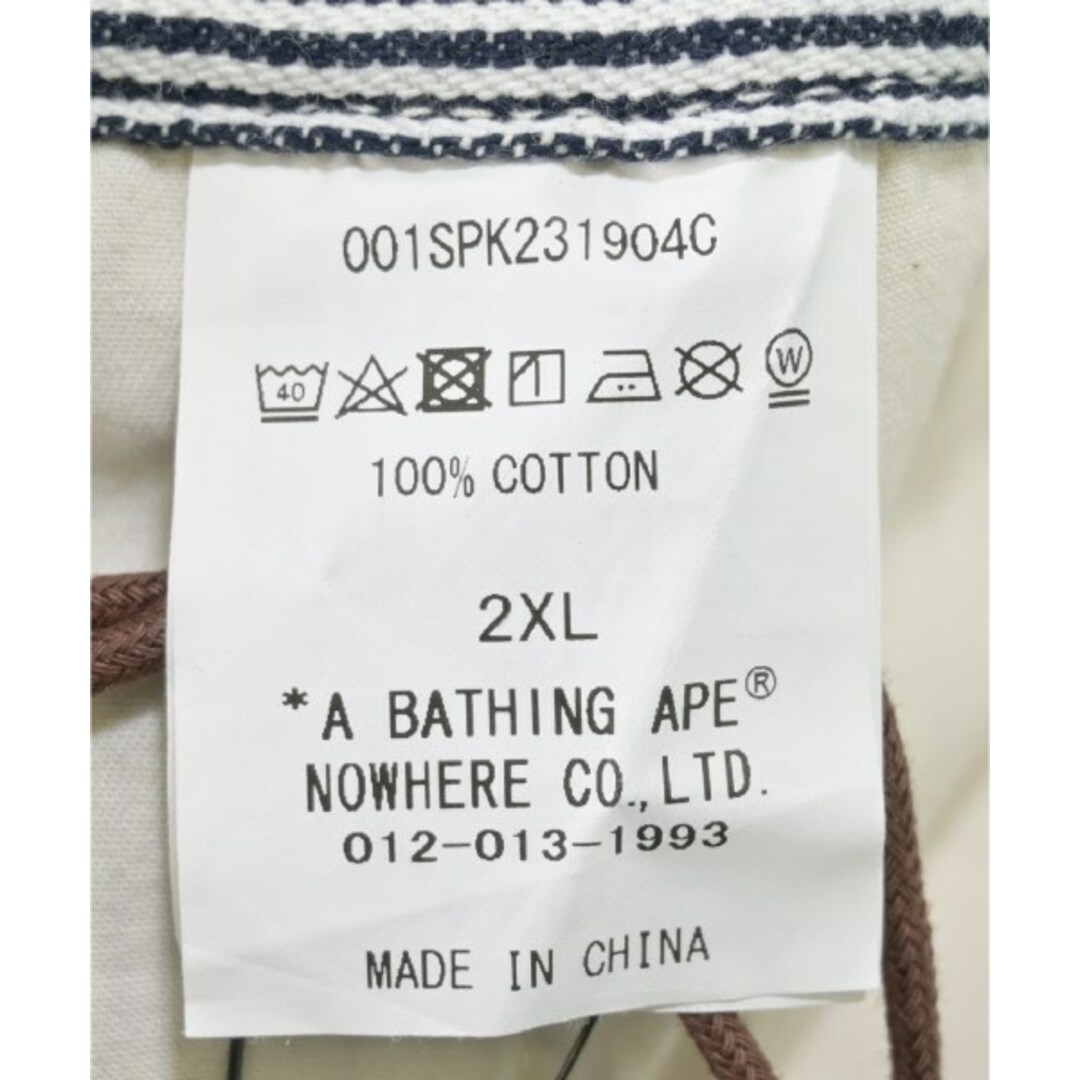 001SPK231904C
40 W
100% COTTON
2XL
*A BATHING APE®
NOWHERE CO.,LTD.
012-013-1993
MADE IN CHINA